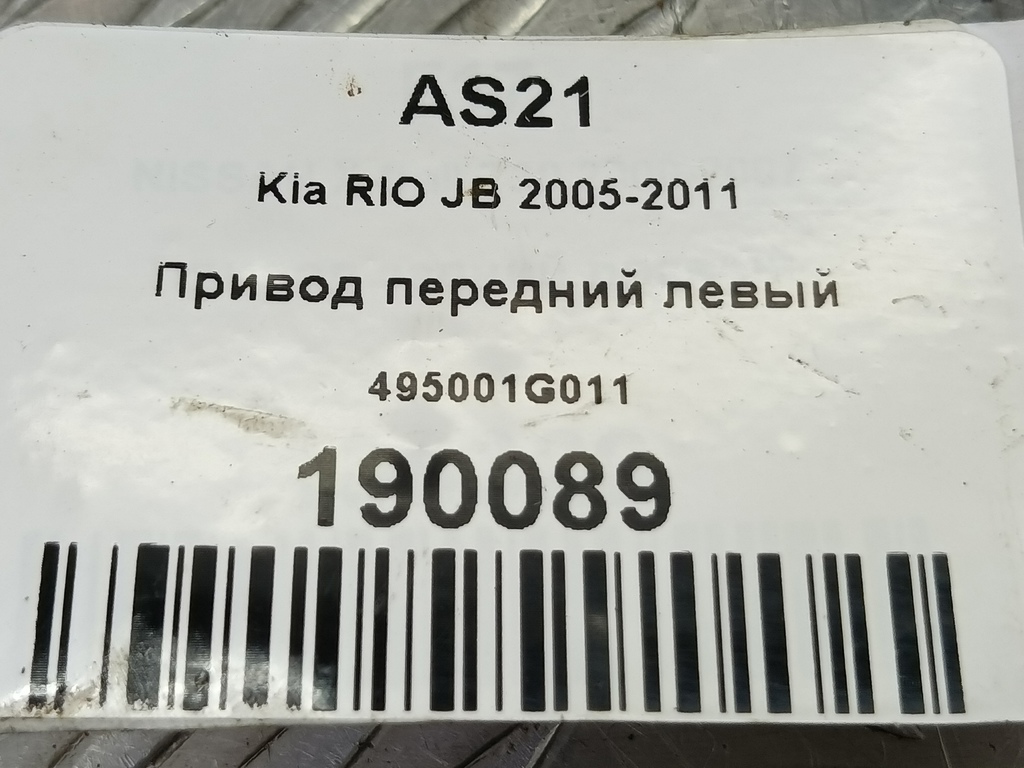 AS21
Kia RIO JB 2005-2011
Привод передний левый
495001G011
190089